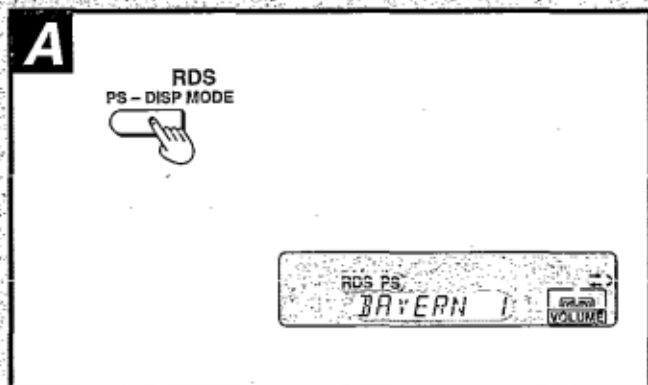 A
RDS
PS – DISP MODE
RDS PS
BAYERN 1
VOLUME